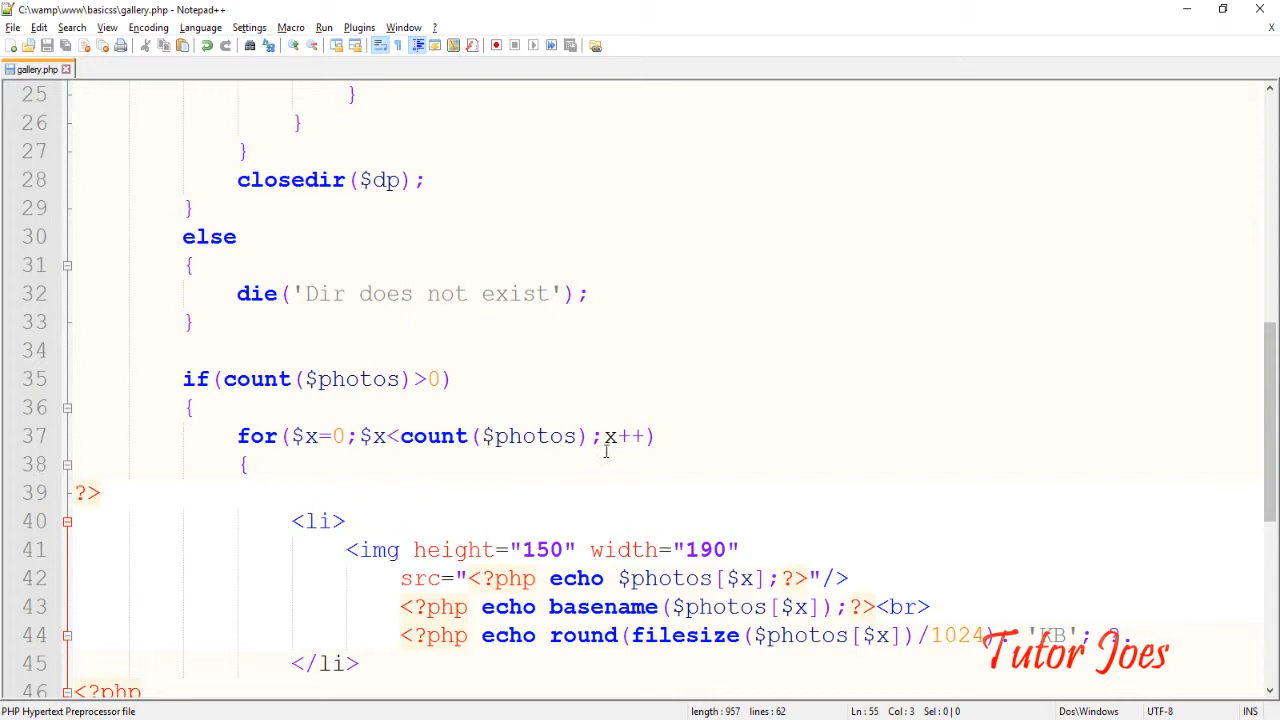 C:\wamp\www\basicss\gallery.php - Notepad++
File Edit Search View Encoding Language Settings Macro Run Plugins Window ?
X
gallery.php
25 }
26 }
27 }
28 closedir($dp);
29 }
30 else
31 {
32 die('Dir does not exist');
33 }
34
35 if(count($photos)>0)
36 {
37 for($x=0;$x<count($photos);x++)
38 {
39 ?>
40 <li>
41 <img height="150" width="190"
42 src="<?php echo $photos[$x];?>"/>
43 <?php echo basename($photos[$x]);?><br>
44 <?php echo round(filesize($photos[$x])/1024). 'KB'; ?
45 </li>
46 <?php
Tutor Joes
PHP Hypertext Preprocessor file length : 957 lines : 62 Ln : 55 Col : 3 Sel : 0 | 0 Dos\Windows UTF-8 INS